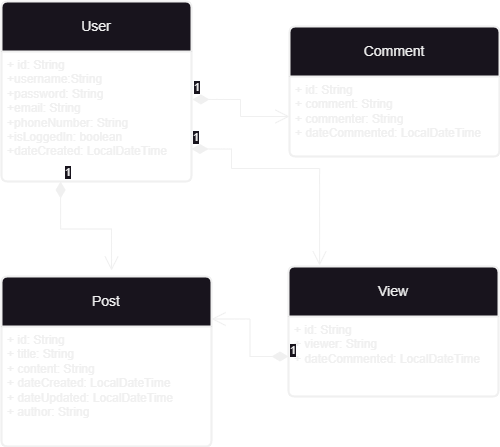 User
+ id: String
+username:String
+password: String
+email: String
+phoneNumber: String
+isLoggedIn: boolean
+dateCreated: LocalDateTime
1
1
1
Comment
+ id: String
+ comment: String
+ commenter: String
+ dateCommented: LocalDateTime
Post
+ id: String
+ title: String
+ content: String
+ dateCreated: LocalDateTime
+ dateUpdated: LocalDateTime
+ author: String
View
+ id: String
+ viewer: String
+ dateCommented: LocalDateTime
1